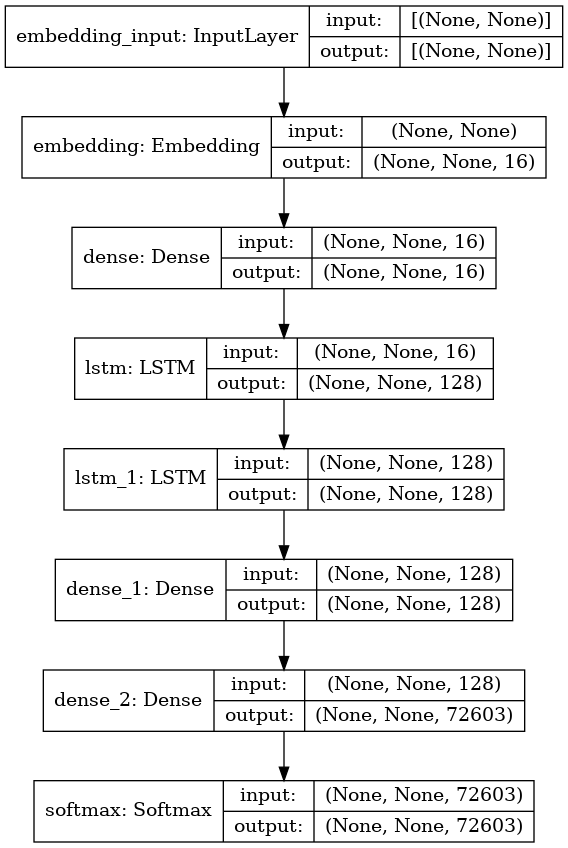 embedding_input: InputLayer
input: [(None, None)]
output: [(None, None)]
embedding: Embedding
input: (None, None)
output: (None, None, 16)
dense: Dense
input: (None, None, 16)
output: (None, None, 16)
lstm: LSTM
input: (None, None, 16)
output: (None, None, 128)
lstm_1: LSTM
input: (None, None, 128)
output: (None, None, 128)
dense_1: Dense
input: (None, None, 128)
output: (None, None, 128)
dense_2: Dense
input: (None, None, 128)
output: (None, None, 72603)
softmax: Softmax
input: (None, None, 72603)
output: (None, None, 72603)